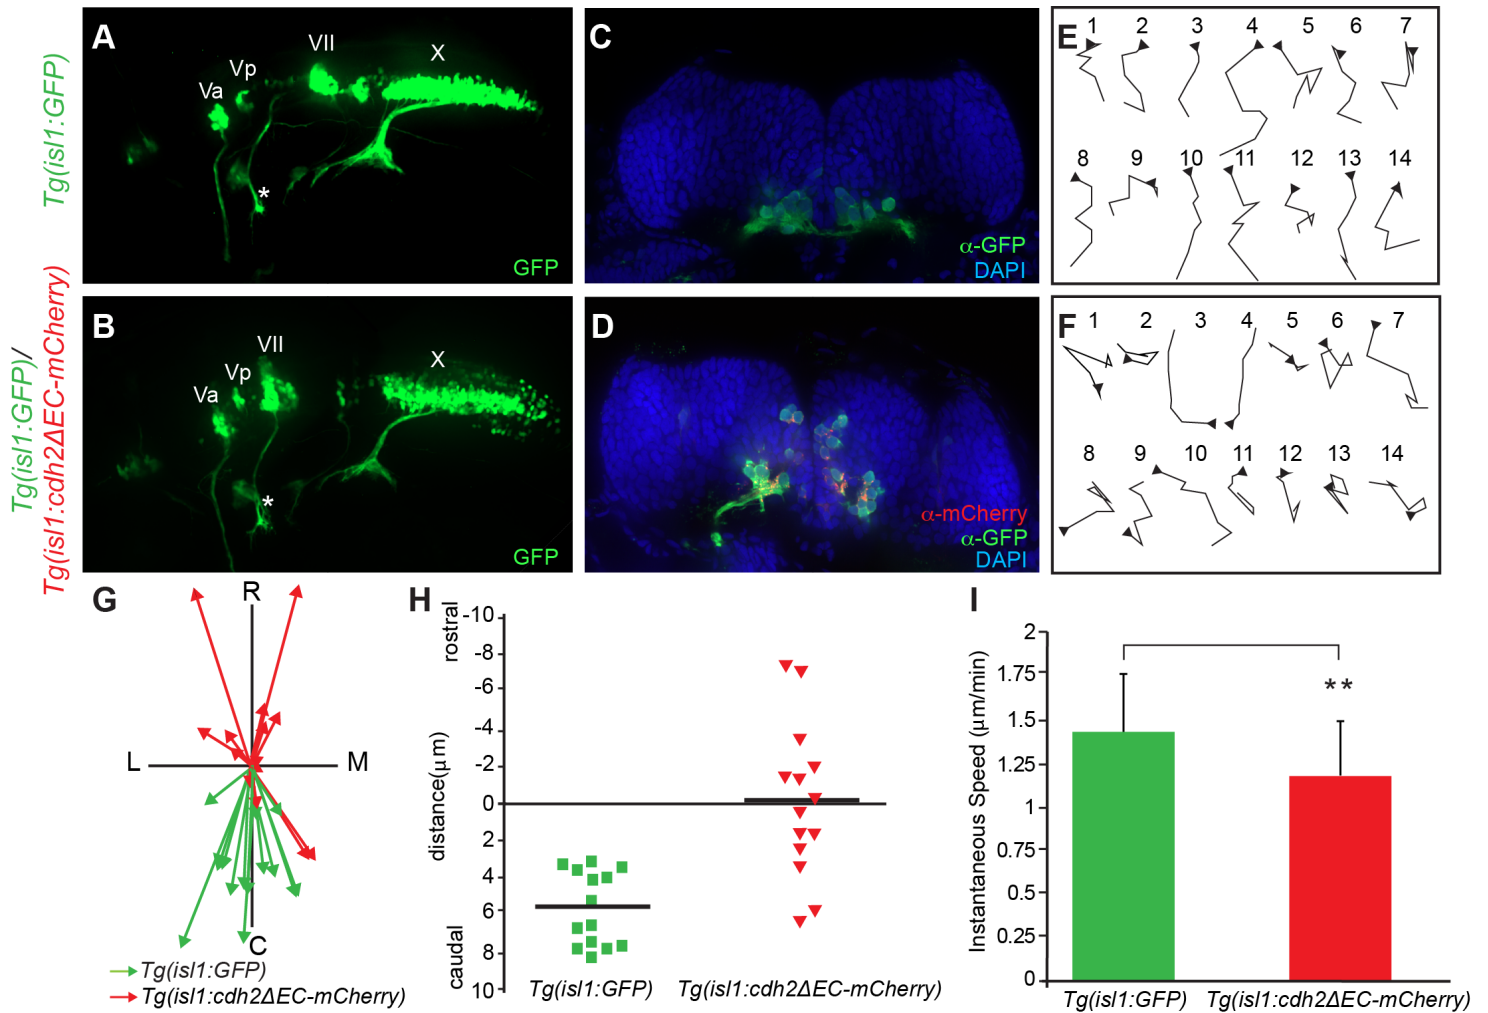 Tg(isl1:GFP)
A
Va
Vp
VII
X
*
GFP
C
α-GFP
DAPI
E
1 2 3 4 5 6 7
8 9 10 11 12 13 14
Tg(isl1:GFP)/
Tg(isl1:cdh2ΔEC-mCherry)
B
Va
Vp
VII
X
*
GFP
D
α-mCherry
α-GFP
DAPI
F
1 2 3 4 5 6 7
8 9 10 11 12 13 14
G
R
L
M
C
Tg(isl1:GFP)
Tg(isl1:cdh2ΔEC-mCherry)
H
rostral
distance(μm)
caudal
-10
-8
-6
-4
-2
0
2
4
6
8
10
Tg(isl1:GFP)
Tg(isl1:cdh2ΔEC-mCherry)
I
Instantaneous Speed (μm/min)
2
1.75
1.5
1.25
1
0.75
0.5
0.25
0
**
Tg(isl1:GFP)
Tg(isl1:cdh2ΔEC-mCherry)